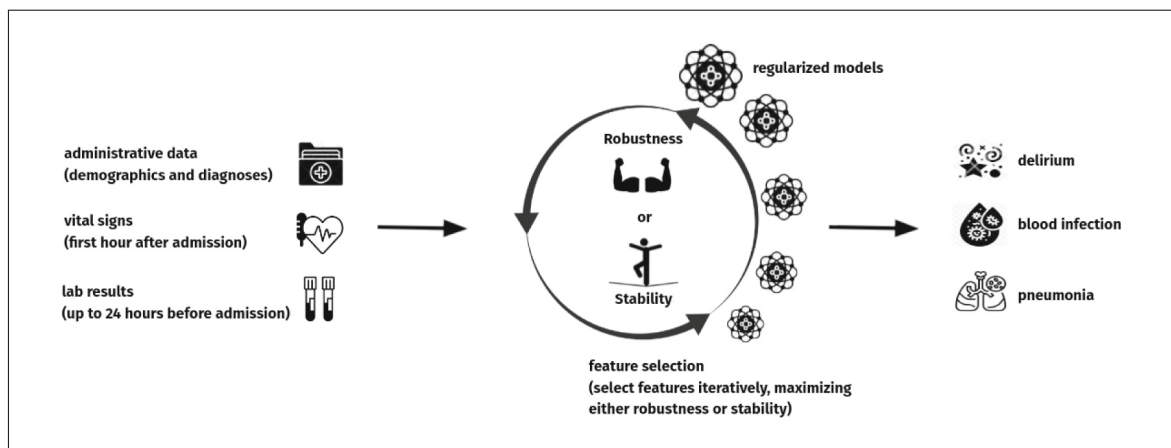 administrative data
(demographics and diagnoses)
vital signs
(first hour after admission)
lab results
(up to 24 hours before admission)
regularized models
Robustness
or
Stability
feature selection
(select features iteratively, maximizing
either robustness or stability)
delirium
blood infection
pneumonia